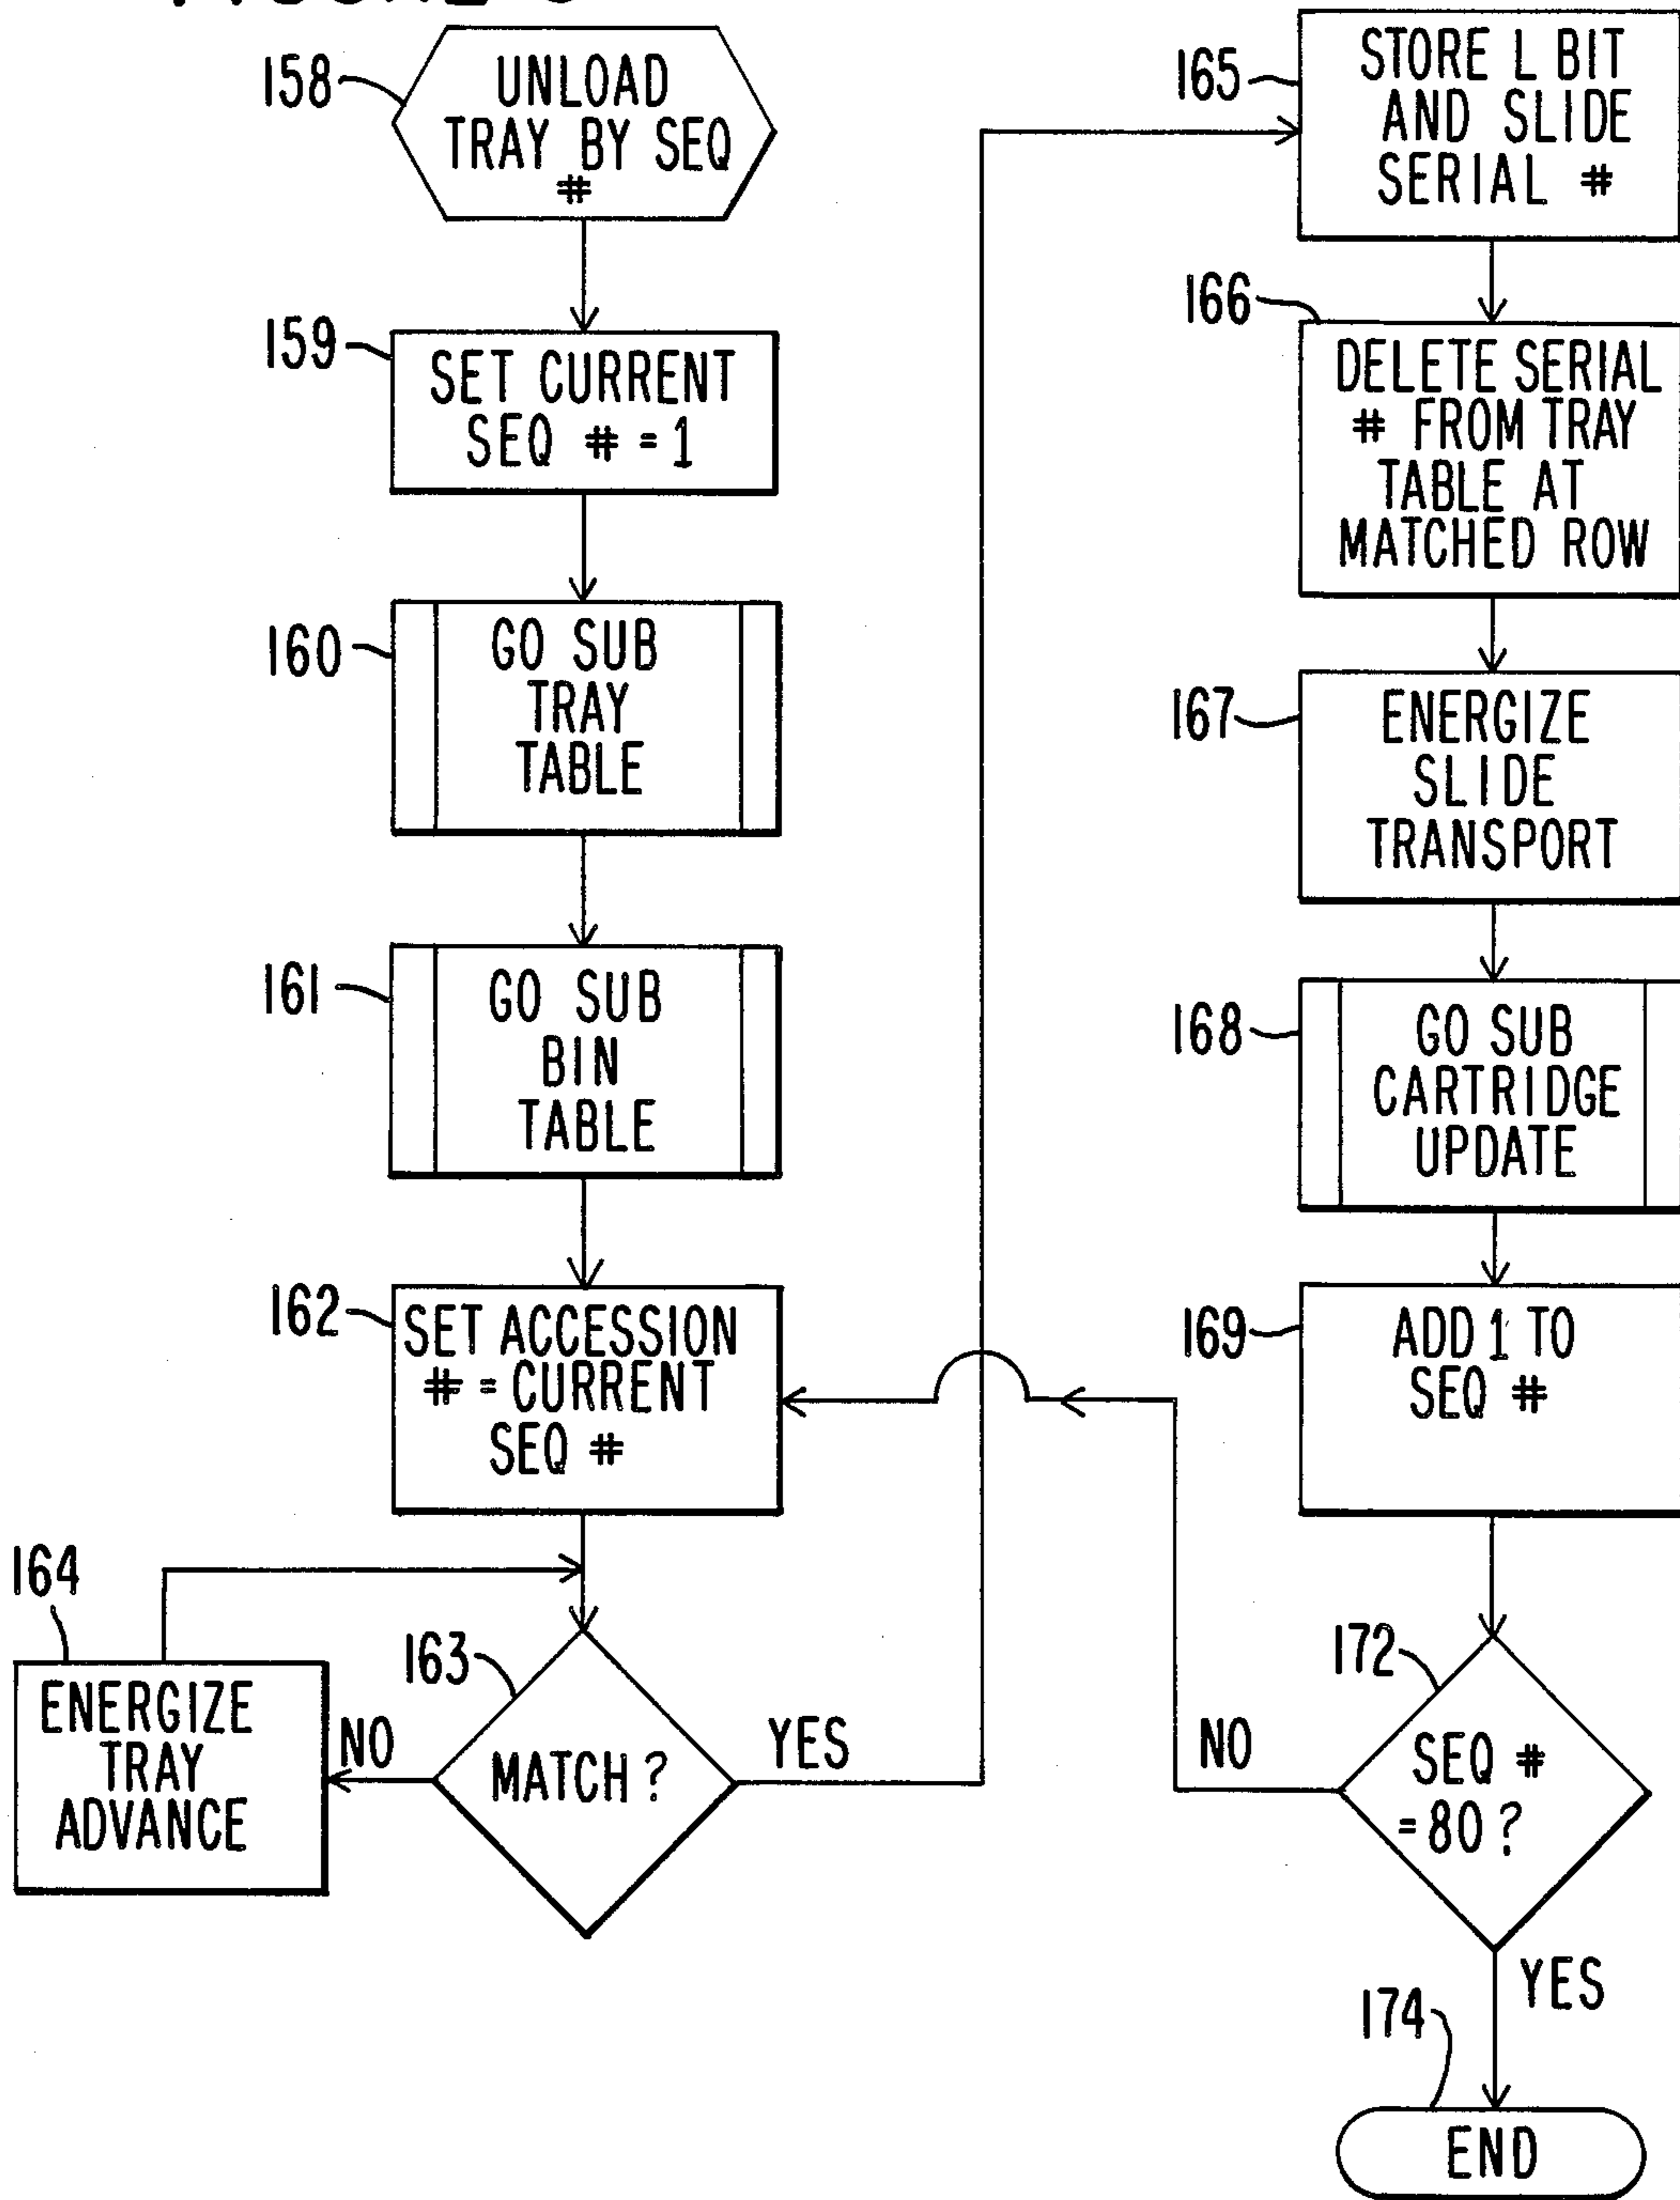 158
UNLOAD
TRAY BY SEQ
#
159
SET CURRENT
SEQ # = 1
160
GO SUB
TRAY
TABLE
161
GO SUB
BIN
TABLE
162
SET ACCESSION
# = CURRENT
SEQ #
163
MATCH?
NO
YES
164
ENERGIZE
TRAY
ADVANCE
165
STORE L BIT
AND SLIDE
SERIAL #
166
DELETE SERIAL
# FROM TRAY
TABLE AT
MATCHED ROW
167
ENERGIZE
SLIDE
TRANSPORT
168
GO SUB
CARTRIDGE
UPDATE
169
ADD 1 TO
SEQ #
172
SEQ #
=80?
NO
YES
174
END